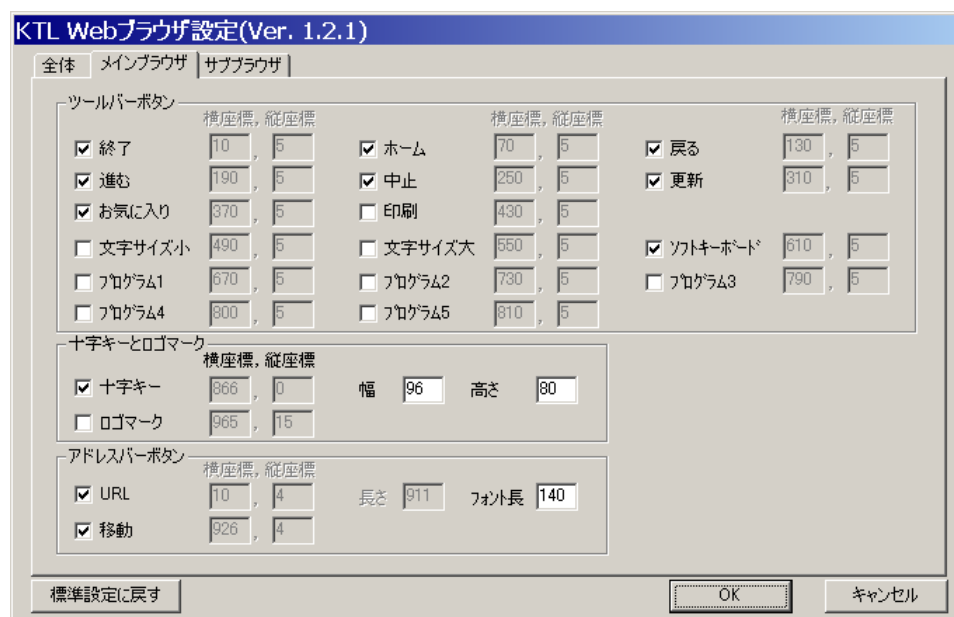 KTL Webブラウザ設定(Ver. 1.2.1)
全体 メインブラウザ サブブラウザ
ツールバーボタン
横座標, 縦座標 横座標, 縦座標 横座標, 縦座標
終了 10 , 5 ホーム 70 , 5 戻る 130 , 5
進む 190 , 5 中止 250 , 5 更新 310 , 5
お気に入り 370 , 5 印刷 430 , 5
文字サイズ小 490 , 5 文字サイズ大 550 , 5 ソフトキーボード 610 , 5
プログラム1 670 , 5 プログラム2 730 , 5 プログラム3 790 , 5
プログラム4 800 , 5 プログラム5 810 , 5
十字キーとロゴマーク
横座標, 縦座標
十字キー 866 , 0 幅 96 高さ 80
ロゴマーク 965 , 15
アドレスバーボタン
横座標, 縦座標
URL 10 , 4 長さ 911 フォント長 140
移動 926 , 4
標準設定に戻す OK キャンセル